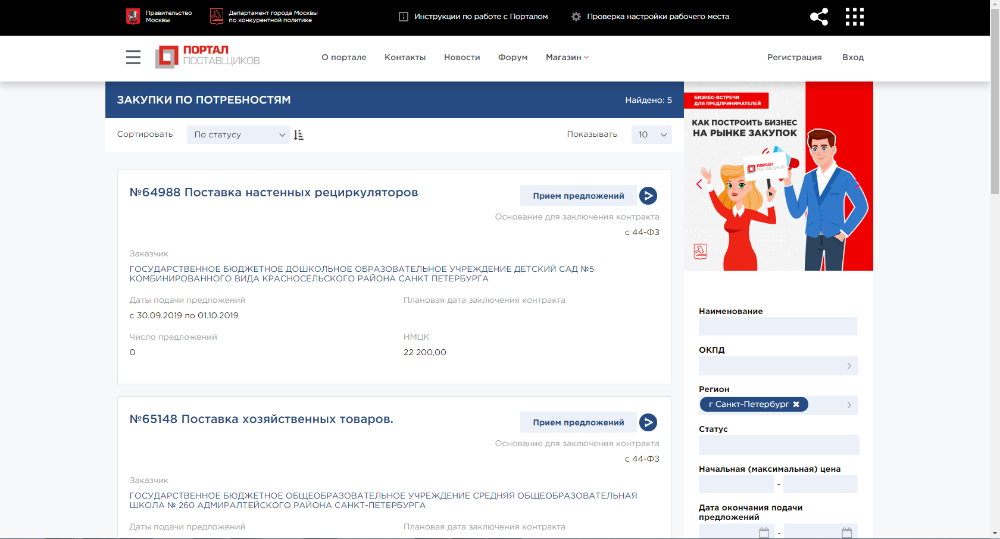 Правительство
Москвы
Департамент города Москвы
по конкурентной политике
Инструкции по работе с Порталом
Проверка настройки рабочего места
ПОРТАЛ
ПОСТАВЩИКОВ
О портале
Контакты
Новости
Форум
Магазин
Регистрация
Вход
ЗАКУПКИ ПО ПОТРЕБНОСТЯМ
Найдено: 5
Сортировать
По статусу
Показывать
10
№64988 Поставка настенных рециркуляторов
Прием предложений
Основание для заключения контракта
с 44-ФЗ
Заказчик
ГОСУДАРСТВЕННОЕ БЮДЖЕТНОЕ ДОШКОЛЬНОЕ ОБРАЗОВАТЕЛЬНОЕ УЧРЕЖДЕНИЕ ДЕТСКИЙ САД №5
КОМБИНИРОВАННОГО ВИДА КРАСНОСЕЛЬСКОГО РАЙОНА САНКТ ПЕТЕРБУРГА
Даты подачи предложений
Плановая дата заключения контракта
с 30.09.2019 по 01.10.2019
Число предложений
НМЦК
0
22 200,00
№65148 Поставка хозяйственных товаров.
Прием предложений
Основание для заключения контракта
с 44-ФЗ
Заказчик
ГОСУДАРСТВЕННОЕ БЮДЖЕТНОЕ ОБЩЕОБРАЗОВАТЕЛЬНОЕ УЧРЕЖДЕНИЕ СРЕДНЯЯ ОБЩЕОБРАЗОВАТЕЛЬНАЯ
ШКОЛА № 260 АДМИРАЛТЕЙСКОГО РАЙОНА САНКТ-ПЕТЕРБУРГА
Даты подачи предложений
Плановая дата заключения контракта
БИЗНЕС-ВСТРЕЧИ
ДЛЯ ПРЕДПРИНИМАТЕЛЕЙ
КАК ПОСТРОИТЬ БИЗНЕС
НА РЫНКЕ ЗАКУПОК
ПОРТАЛ
ПОСТАВЩИКОВ
Наименование
ОКПД
Регион
г Санкт-Петербург
Статус
Начальная (максимальная) цена
-
Дата окончания подачи
предложений
-